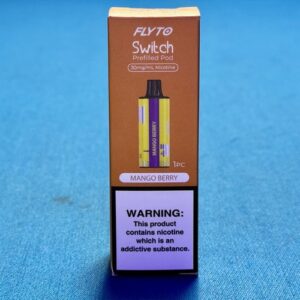 FLYTO
Switch
Prefilled Pod
30mg/mL Nicotine
MANGO BERRY
1PC
MANGO BERRY
WARNING:
This product
contains nicotine
which is an
addictive substance.